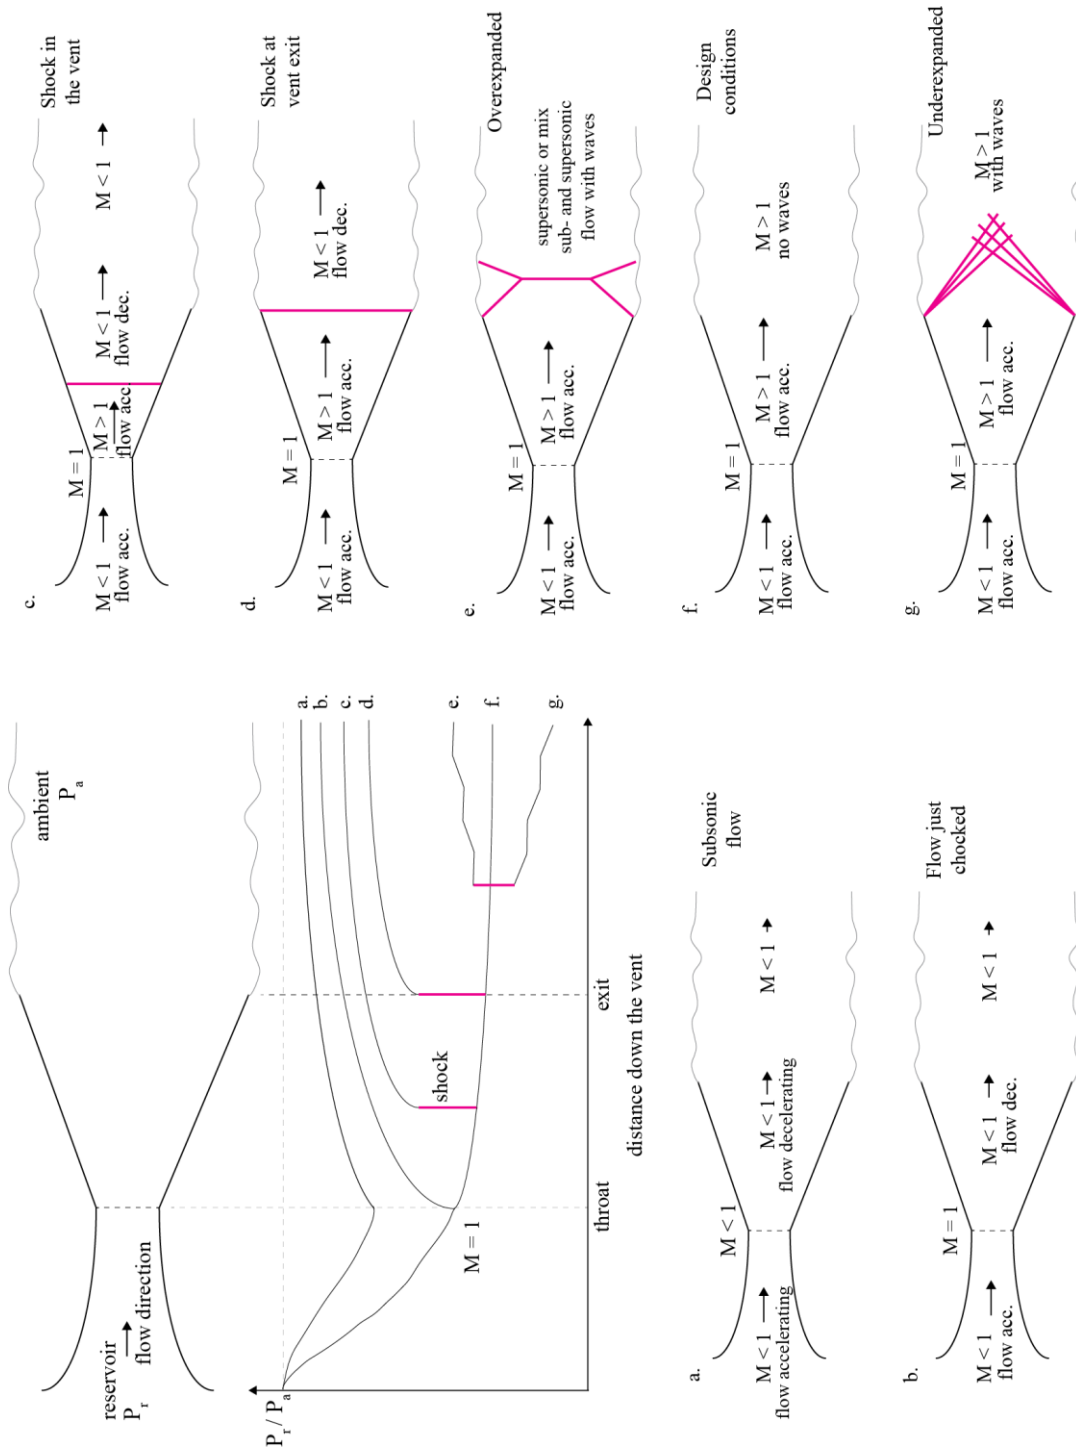 reservoir
P_r
flow direction
ambient
P_a
P_r / P_a
M = 1
shock
a.
b.
c.
d.
e.
f.
g.
throat
exit
distance down the vent
a.
M < 1
flow accelerating
M < 1
M < 1
flow decelerating
M < 1
Subsonic
flow
b.
M < 1
flow acc.
M = 1
M < 1
flow dec.
M < 1
Flow just
chocked
c.
M < 1
flow acc.
M = 1
M > 1
flow acc.
M < 1
flow dec.
M < 1
Shock in
the vent
d.
M < 1
flow acc.
M = 1
M > 1
flow acc.
M < 1
flow dec.
Shock at
vent exit
e.
M < 1
flow acc.
M = 1
M > 1
flow acc.
supersonic or mix
sub- and supersonic
flow with waves
Overexpanded
f.
M < 1
flow acc.
M = 1
M > 1
flow acc.
M > 1
no waves
Design
conditions
g.
M < 1
flow acc.
M = 1
M > 1
flow acc.
M > 1
with waves
Underexpanded